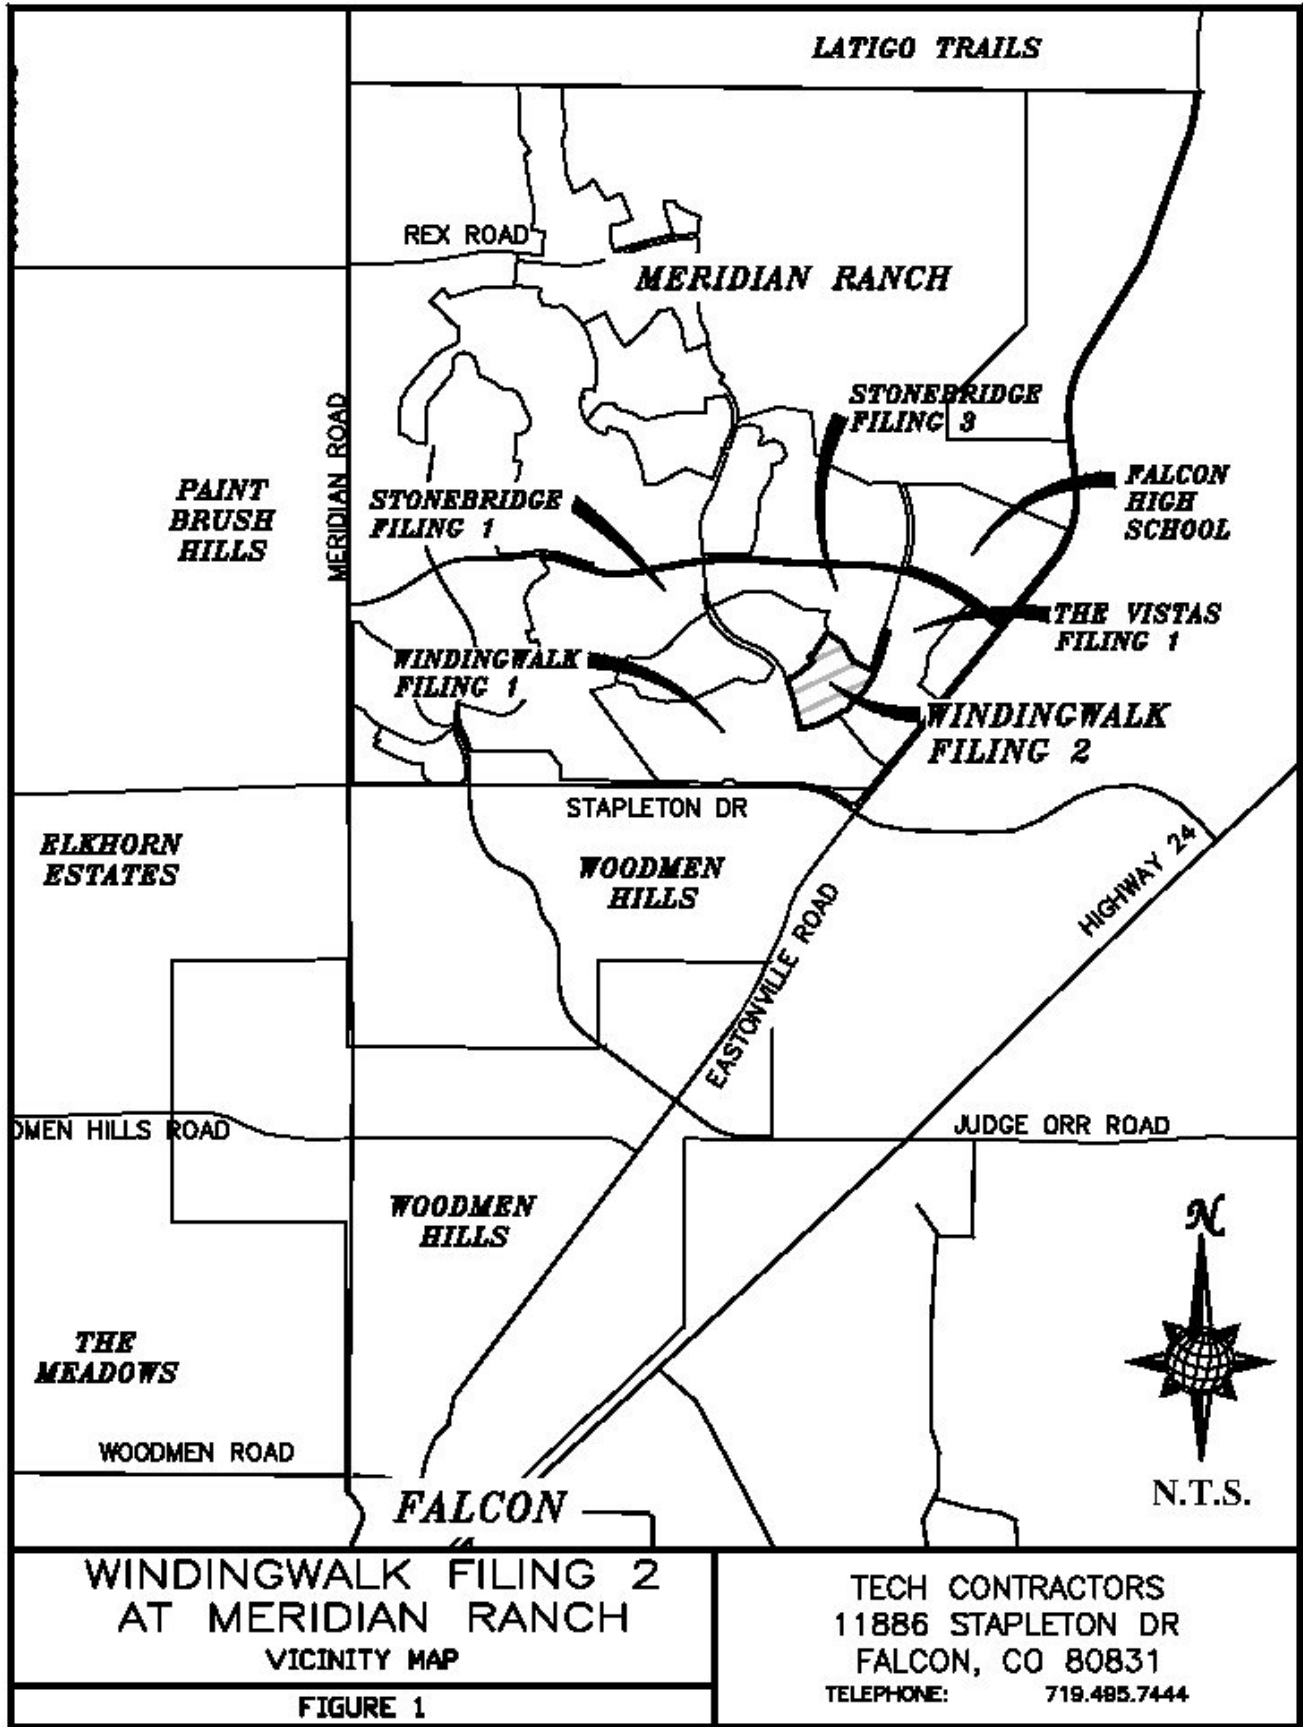 LATIGO TRAILS
REX ROAD
MERIDIAN RANCH
STONEBRIDGE
FILING 3
MERIDIAN ROAD
PAINT
BRUSH
HILLS
STONEBRIDGE
FILING 1
FALCON
HIGH
SCHOOL
THE VISTAS
FILING 1
WINDINGWALK
FILING 1
WINDINGWALK
FILING 2
STAPLETON DR
ELKHORN
ESTATES
WOODMEN
HILLS
HIGHWAY 24
EASTONVILLE ROAD
DMEN HILLS ROAD
JUDGE ORR ROAD
WOODMEN
HILLS
N
THE
MEADOWS
WOODMEN ROAD
FALCON
N.T.S.
WINDINGWALK FILING 2
AT MERIDIAN RANCH
VICINITY MAP
FIGURE 1
TECH CONTRACTORS
11886 STAPLETON DR
FALCON, CO 80831
TELEPHONE: 719.495.7444